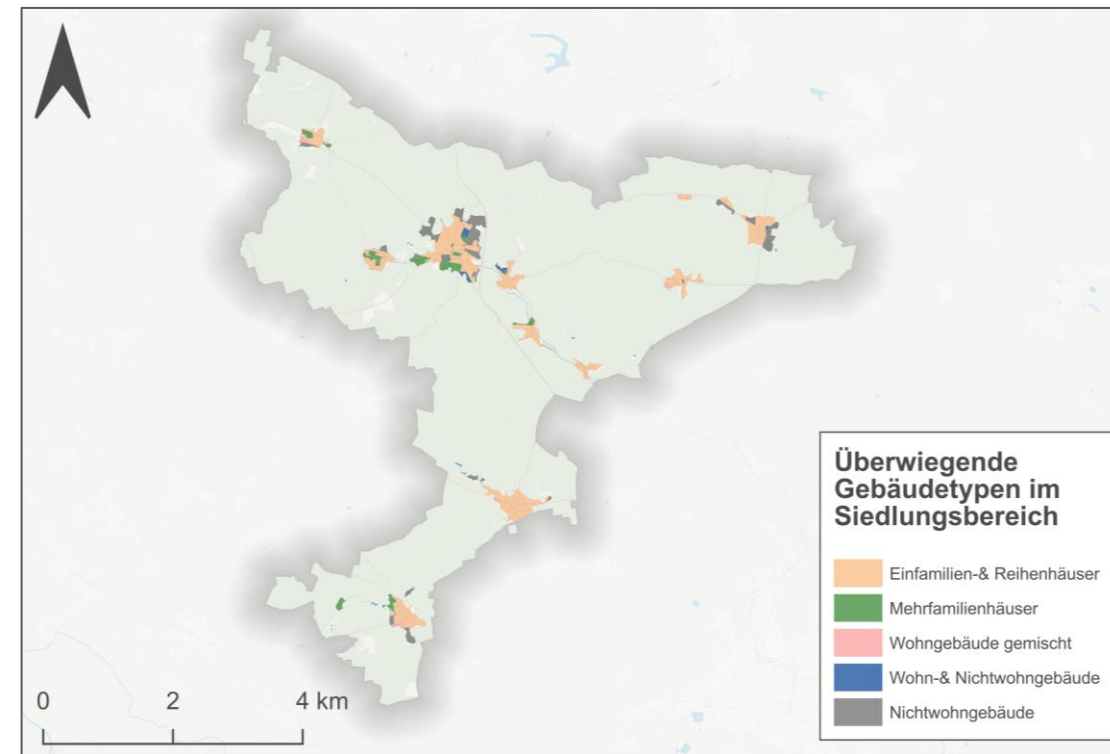 Überwiegende
Gebäudetypen im
Siedlungsbereich
Einfamilien-& Reihenhäuser
Mehrfamilienhäuser
Wohngebäude gemischt
Wohn-& Nichtwohngebäude
Nichtwohngebäude
0 2 4 km